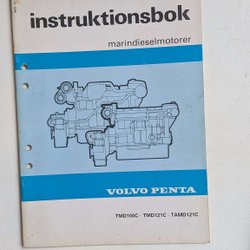 instruktionsbok
marindieselmotorer
VOLVO PENTA
TMD100C · TMD121C · TAMD121C